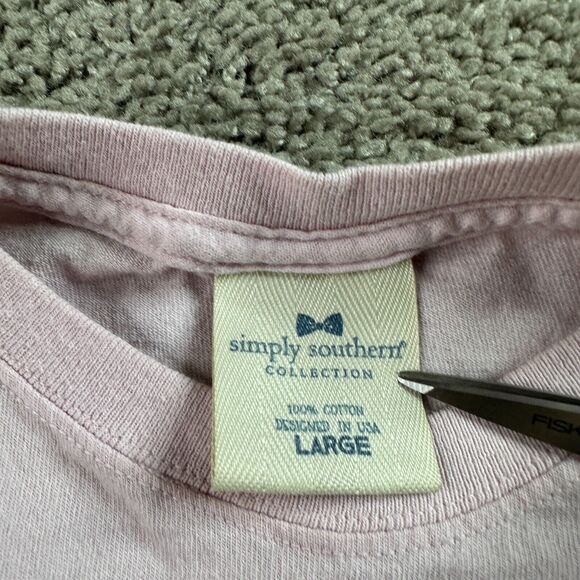 simply southern®
COLLECTION
100% COTTON
DESIGNED IN USA
LARGE
FISK